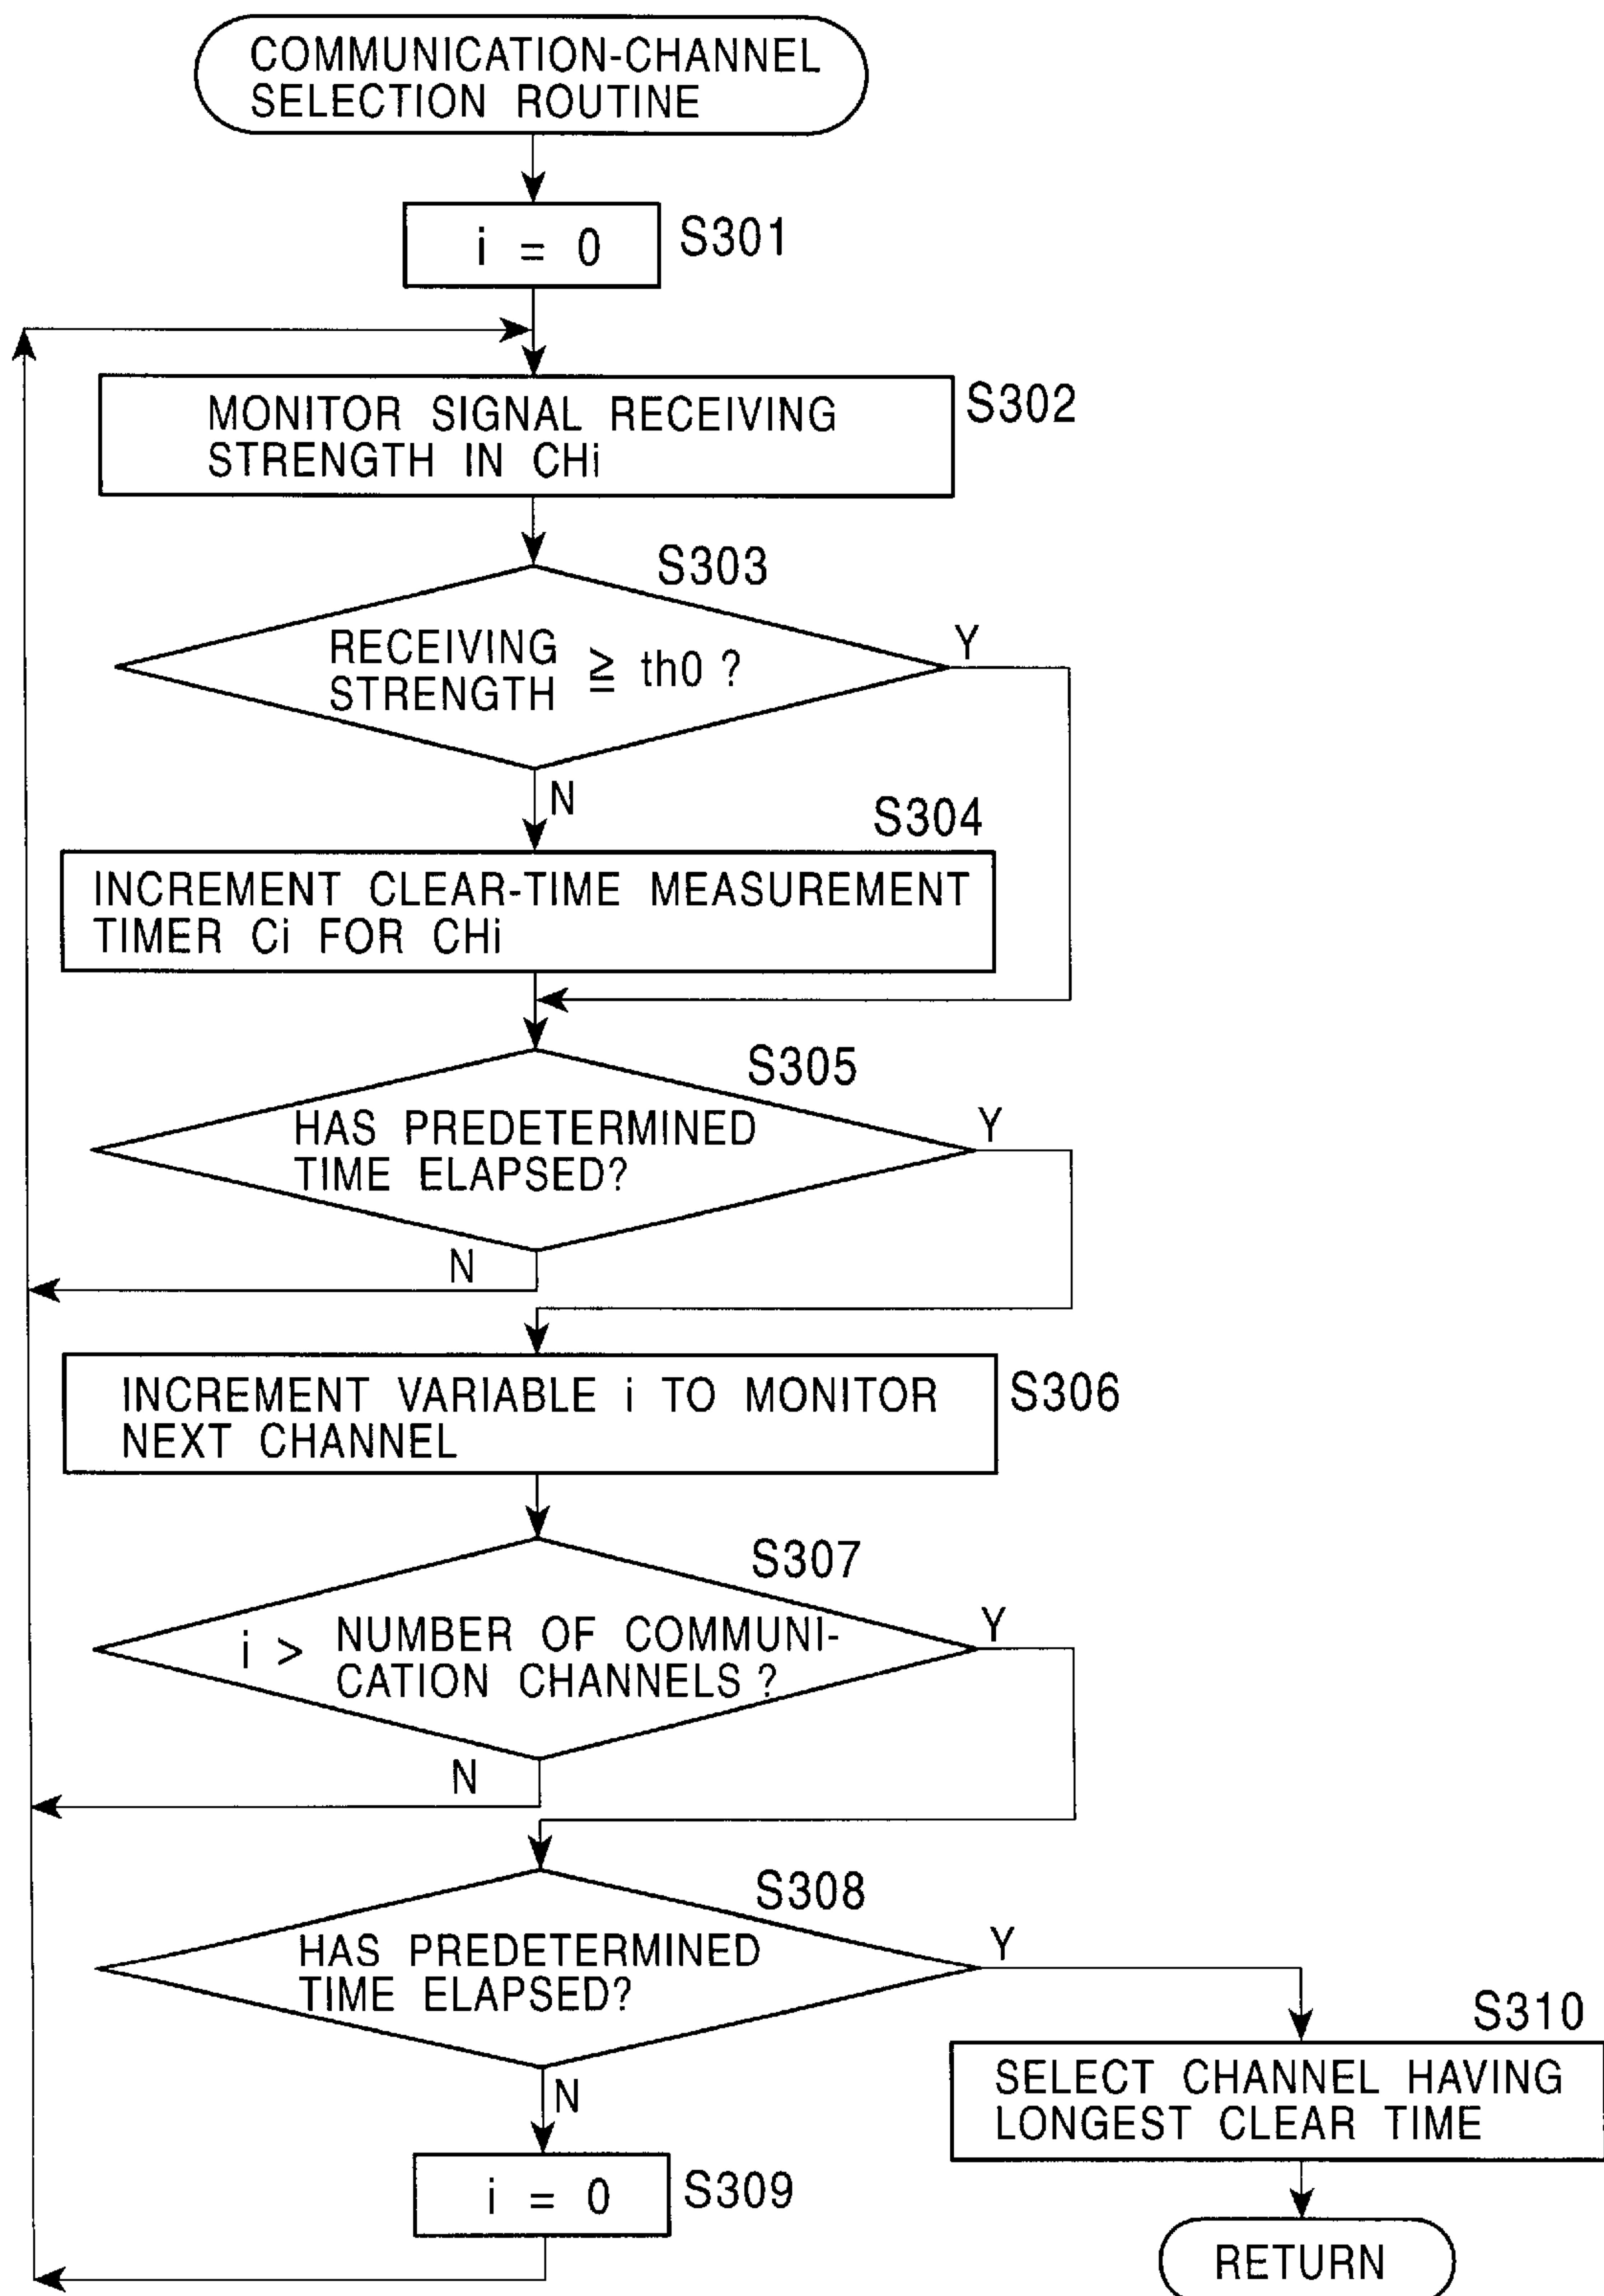 COMMUNICATION-CHANNEL
SELECTION ROUTINE
i = 0
S301
MONITOR SIGNAL RECEIVING
STRENGTH IN CHi
S302
S303
RECEIVING
STRENGTH ≧ th0 ?
Y
N
S304
INCREMENT CLEAR-TIME MEASUREMENT
TIMER Ci FOR CHi
S305
HAS PREDETERMINED
TIME ELAPSED?
Y
N
INCREMENT VARIABLE i TO MONITOR
NEXT CHANNEL
S306
S307
i > NUMBER OF COMMUNI-
CATION CHANNELS ?
Y
N
S308
HAS PREDETERMINED
TIME ELAPSED?
Y
N
S310
SELECT CHANNEL HAVING
LONGEST CLEAR TIME
i = 0
S309
RETURN